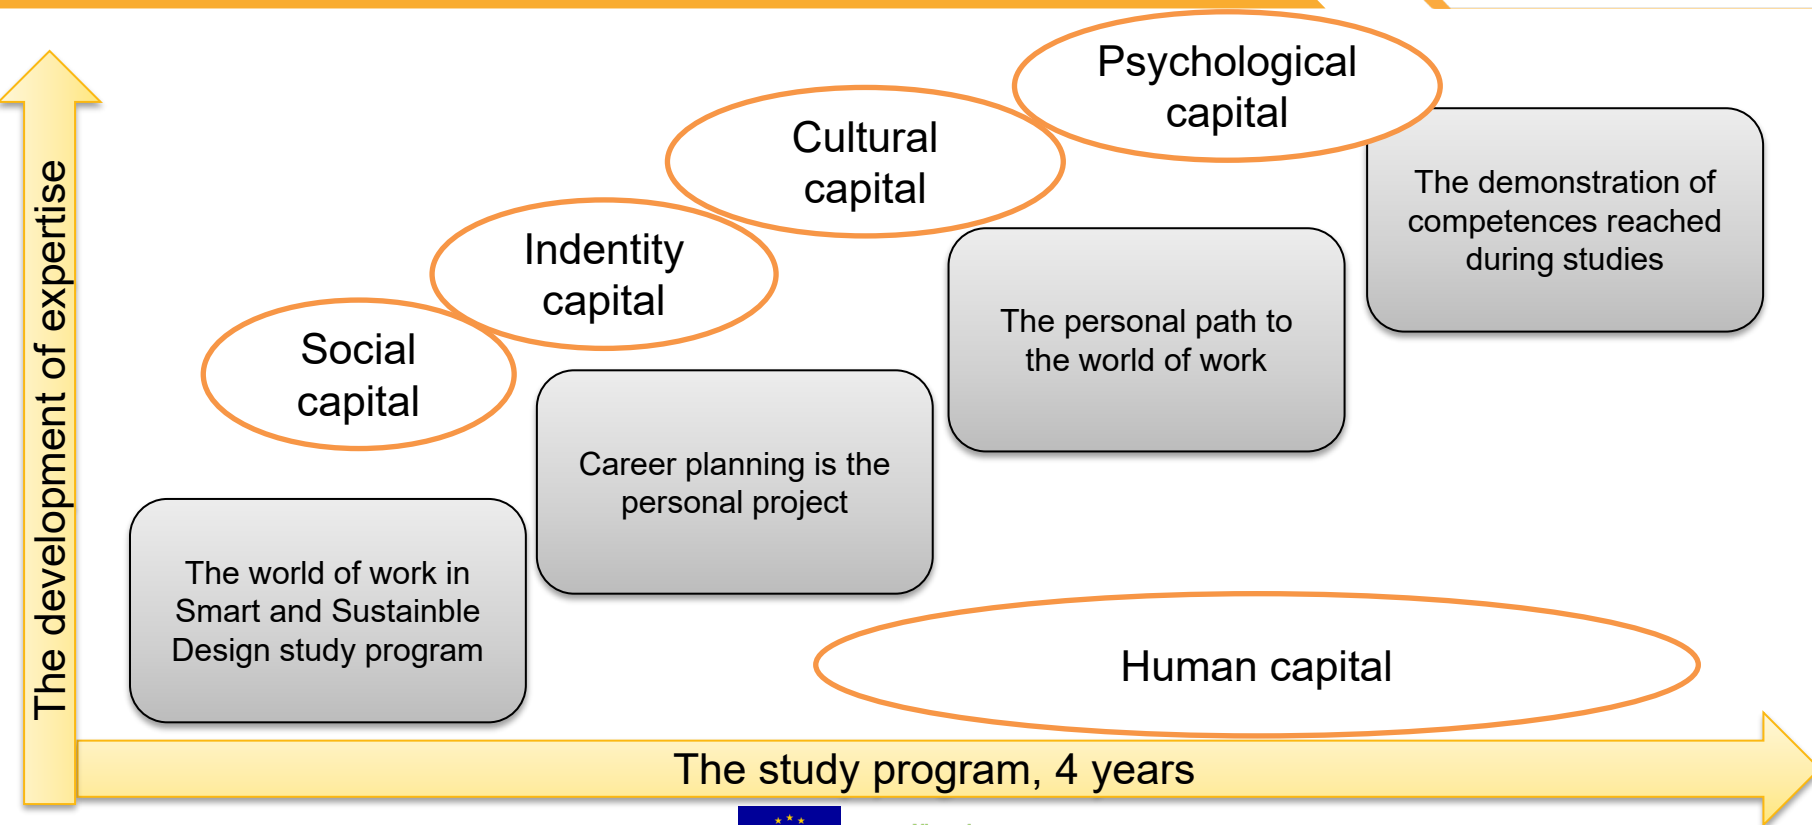 Psychological
capital
Cultural
capital
The demonstration of
competences reached
during studies
Indentity
capital
The personal path to
the world of work
Social
capital
Career planning is the
personal project
The world of work in
Smart and Sustainble
Design study program
Human capital
The development of expertise
The study program, 4 years